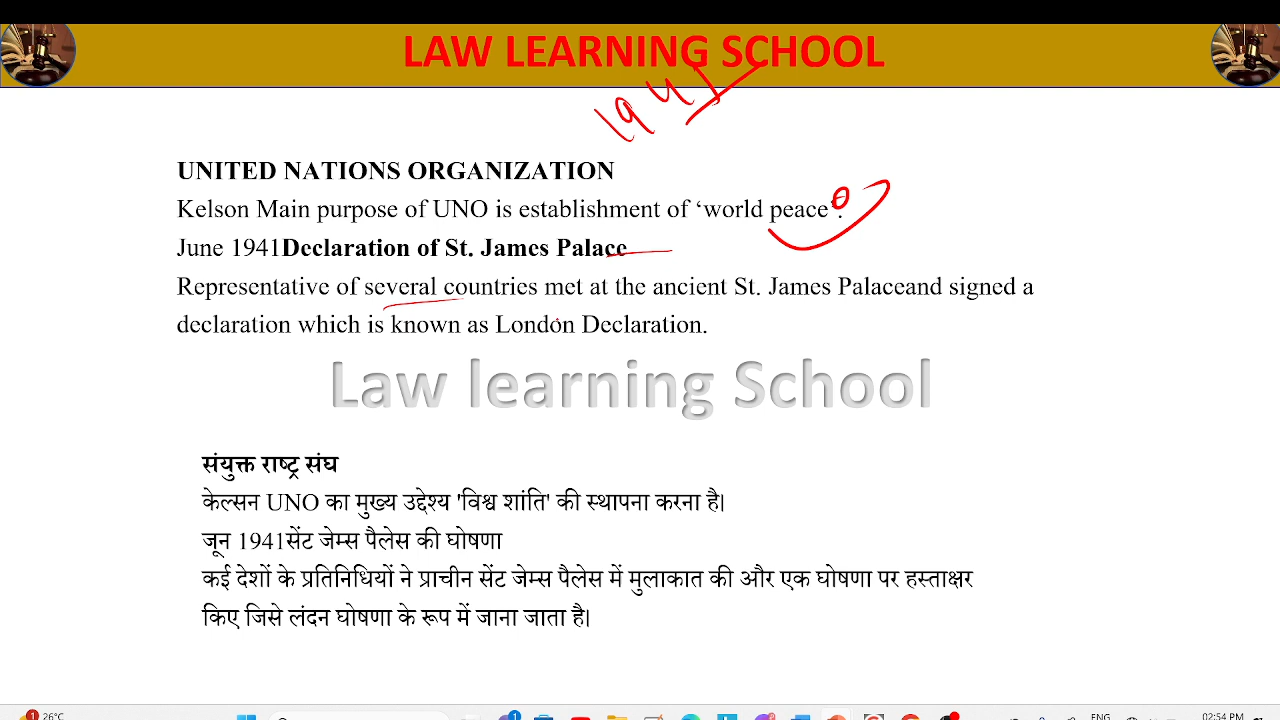 LAW LEARNING SCHOOL
1941
UNITED NATIONS ORGANIZATION
Kelson Main purpose of UNO is establishment of ‘world peace’.
June 1941Declaration of St. James Palace
Representative of several countries met at the ancient St. James Palaceand signed a
declaration which is known as London Declaration.
Law learning School
संयुक्त राष्ट्र संघ
केल्सन UNO का मुख्य उद्देश्य 'विश्व शांति' की स्थापना करना है।
जून 1941सेंट जेम्स पैलेस की घोषणा
कई देशों के प्रतिनिधियों ने प्राचीन सेंट जेम्स पैलेस में मुलाकात की और एक घोषणा पर हस्ताक्षर
किए जिसे लंदन घोषणा के रूप में जाना जाता है।
26°C
ENG
02:54 PM